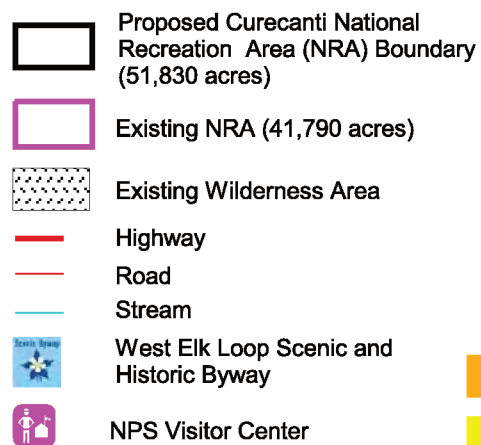 Proposed Curecanti National
Recreation Area (NRA) Boundary
(51,830 acres)
Existing NRA (41,790 acres)
Existing Wilderness Area
Highway
Road
Stream
Scenic Byway
West Elk Loop Scenic and
Historic Byway
NPS Visitor Center